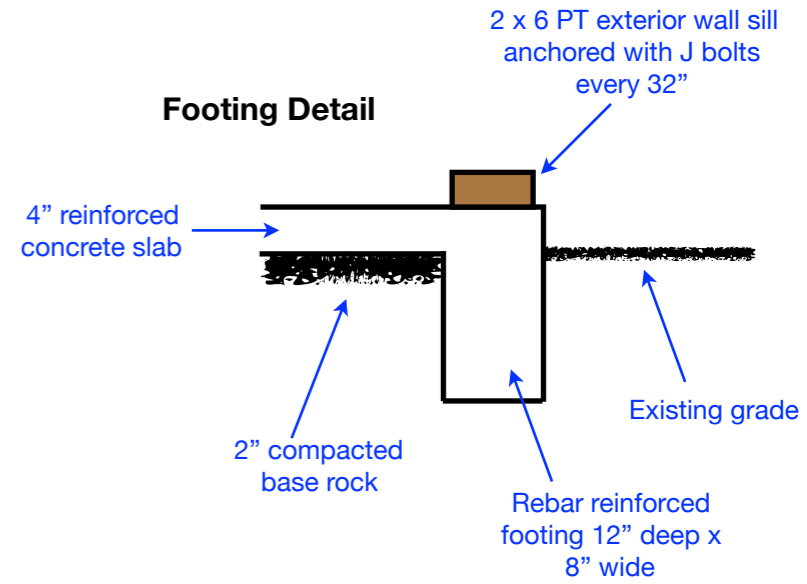 2 x 6 PT exterior wall sill
anchored with J bolts
every 32”
Footing Detail
4” reinforced
concrete slab
Existing grade
2” compacted
base rock
Rebar reinforced
footing 12” deep x
8” wide